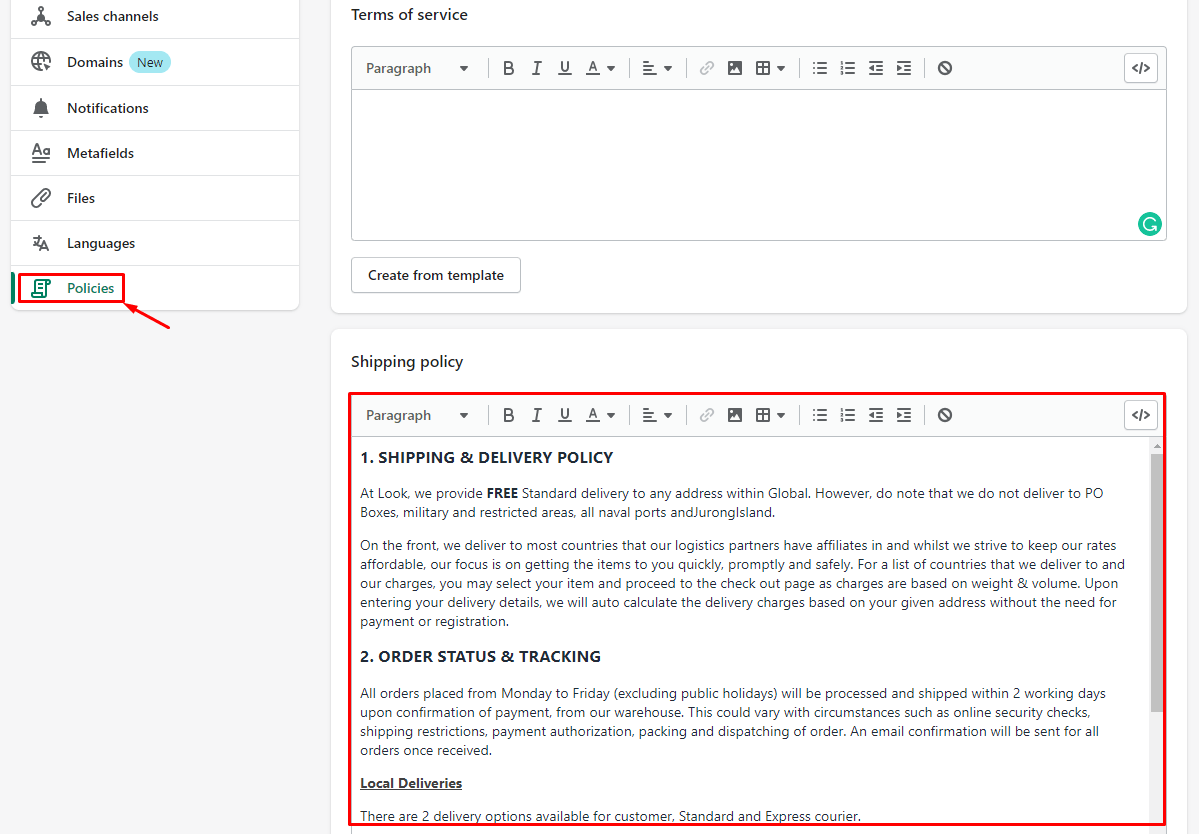 Sales channels
Domains New
Notifications
Metafields
Files
Languages
Policies
Terms of service
Paragraph B I U A </>
Create from template
Shipping policy
Paragraph B I U A </>
1. SHIPPING & DELIVERY POLICY
At Look, we provide FREE Standard delivery to any address within Global. However, do note that we do not deliver to PO
Boxes, military and restricted areas, all naval ports andJurongIsland.
On the front, we deliver to most countries that our logistics partners have affiliates in and whilst we strive to keep our rates
affordable, our focus is on getting the items to you quickly, promptly and safely. For a list of countries that we deliver to and
our charges, you may select your item and proceed to the check out page as charges are based on weight & volume. Upon
entering your delivery details, we will auto calculate the delivery charges based on your given address without the need for
payment or registration.
2. ORDER STATUS & TRACKING
All orders placed from Monday to Friday (excluding public holidays) will be processed and shipped within 2 working days
upon confirmation of payment, from our warehouse. This could vary with circumstances such as online security checks,
shipping restrictions, payment authorization, packing and dispatching of order. An email confirmation will be sent for all
orders once received.
Local Deliveries
There are 2 delivery options available for customer, Standard and Express courier.